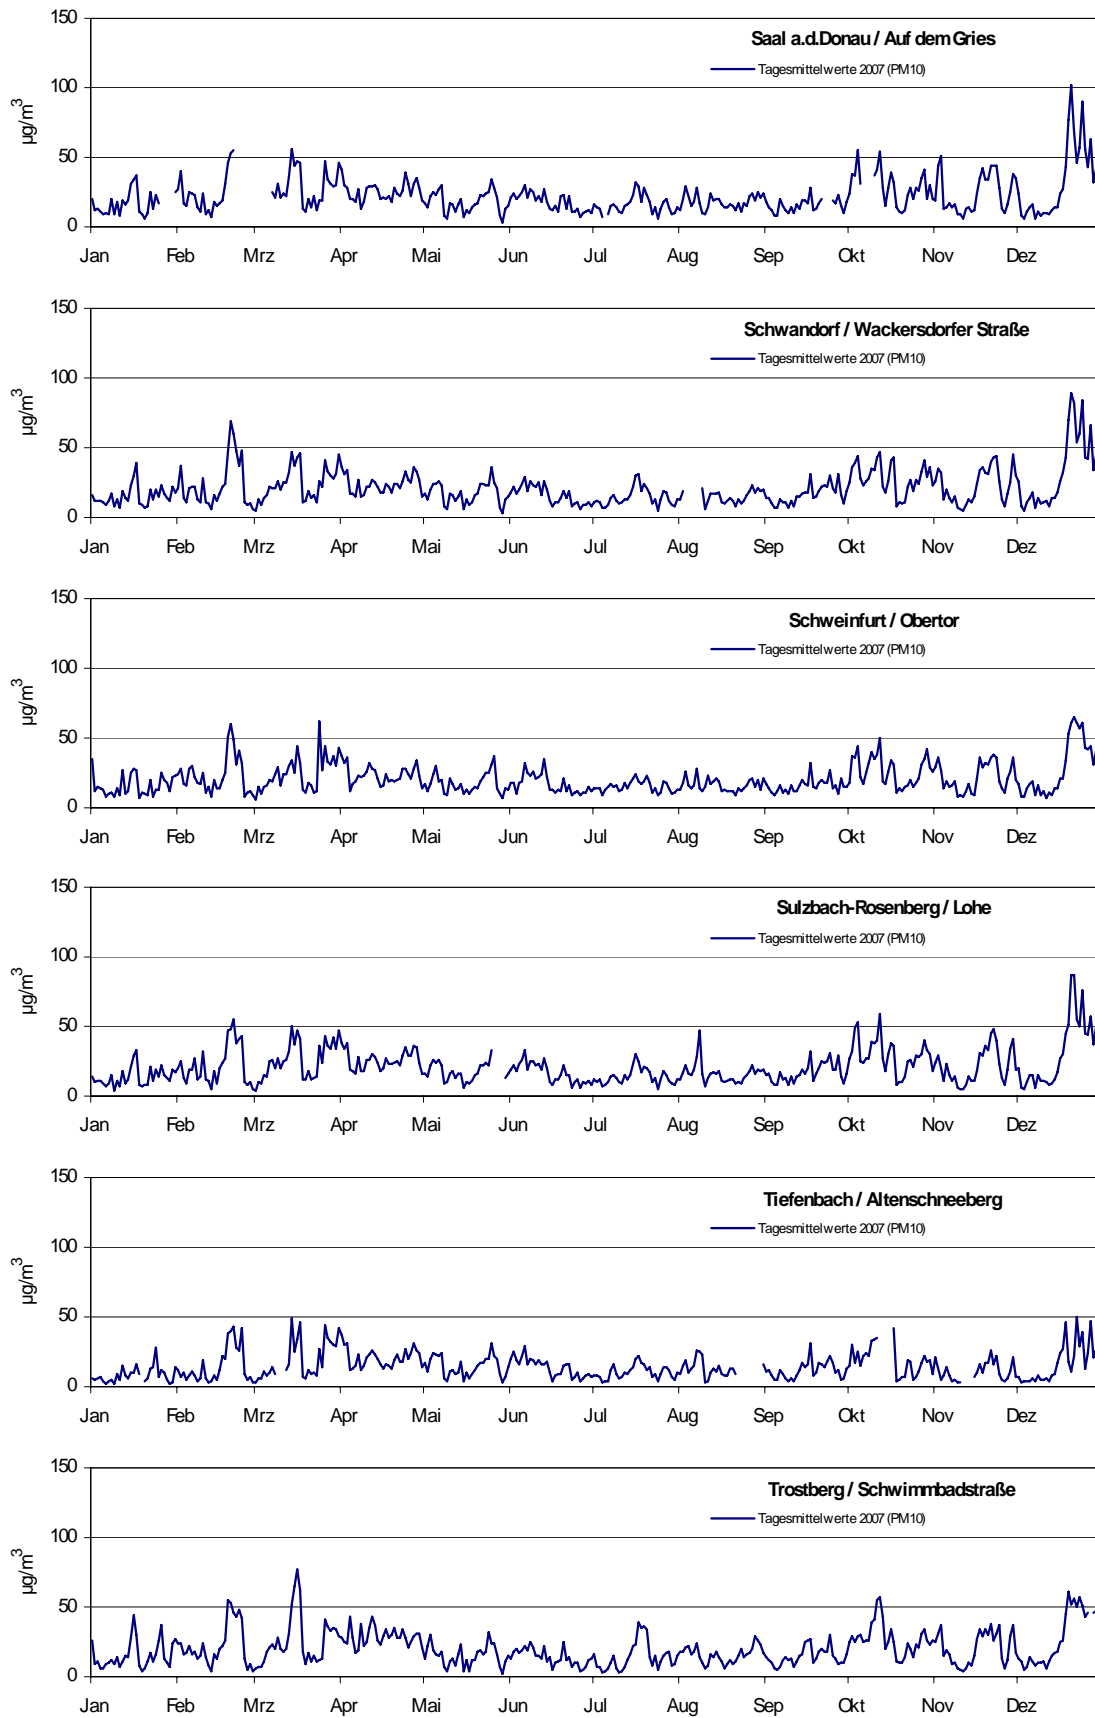 150
Saal a.d.Donau / Auf dem Gries
Tagesmittelwerte 2007 (PM10)
100
µg/m³
50
0
Jan Feb Mrz Apr Mai Jun Jul Aug Sep Okt Nov Dez
150
Schwandorf / Wackersdorfer Straße
Tagesmittelwerte 2007 (PM10)
100
µg/m³
50
0
Jan Feb Mrz Apr Mai Jun Jul Aug Sep Okt Nov Dez
150
Schweinfurt / Obertor
Tagesmittelwerte 2007 (PM10)
100
µg/m³
50
0
Jan Feb Mrz Apr Mai Jun Jul Aug Sep Okt Nov Dez
150
Sulzbach-Rosenberg / Lohe
Tagesmittelwerte 2007 (PM10)
100
µg/m³
50
0
Jan Feb Mrz Apr Mai Jun Jul Aug Sep Okt Nov Dez
150
Tiefenbach / Altenschneeberg
Tagesmittelwerte 2007 (PM10)
100
µg/m³
50
0
Jan Feb Mrz Apr Mai Jun Jul Aug Sep Okt Nov Dez
150
Trostberg / Schwimmbadstraße
Tagesmittelwerte 2007 (PM10)
100
µg/m³
50
0
Jan Feb Mrz Apr Mai Jun Jul Aug Sep Okt Nov Dez